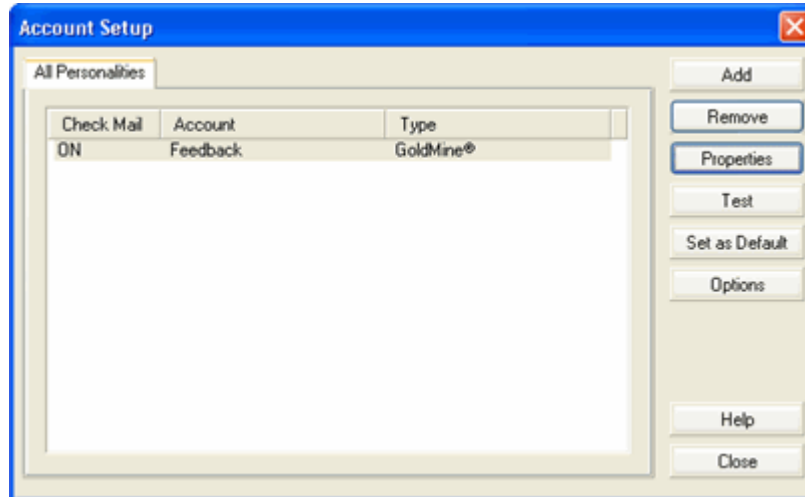 Account Setup
All Personalities
Check Mail Account Type
ON Feedback GoldMine®
Add
Remove
Properties
Test
Set as Default
Options
Help
Close